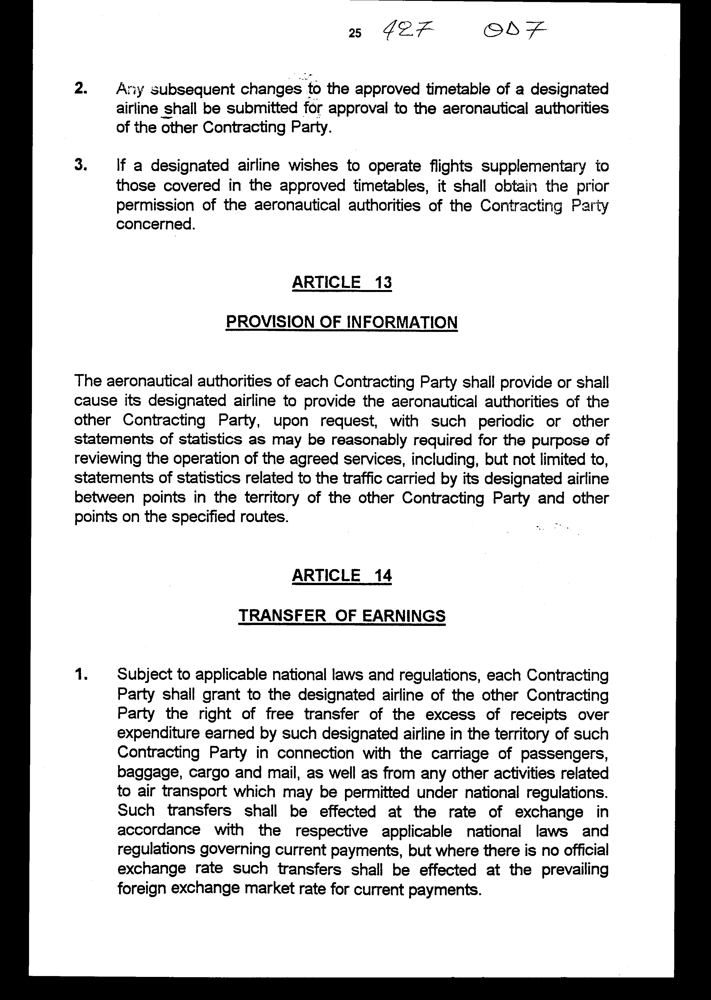 25 427 007
2. Any subsequent changes to the approved timetable of a designated
airline shall be submitted for approval to the aeronautical authorities
of the other Contracting Party.
3. If a designated airline wishes to operate flights supplementary to
those covered in the approved timetables, it shall obtain the prior
permission of the aeronautical authorities of the Contracting Party
concerned.
ARTICLE 13
PROVISION OF INFORMATION
The aeronautical authorities of each Contracting Party shall provide or shall
cause its designated airline to provide the aeronautical authorities of the
other Contracting Party, upon request, with such periodic or other
statements of statistics as may be reasonably required for the purpose of
reviewing the operation of the agreed services, including, but not limited to,
statements of statistics related to the traffic carried by its designated airline
between points in the territory of the other Contracting Party and other
points on the specified routes.
ARTICLE 14
TRANSFER OF EARNINGS
1. Subject to applicable national laws and regulations, each Contracting
Party shall grant to the designated airline of the other Contracting
Party the right of free transfer of the excess of receipts over
expenditure earned by such designated airline in the territory of such
Contracting Party in connection with the carriage of passengers,
baggage, cargo and mail, as well as from any other activities related
to air transport which may be permitted under national regulations.
Such transfers shall be effected at the rate of exchange in
accordance with the respective applicable national laws and
regulations governing current payments, but where there is no official
exchange rate such transfers shall be effected at the prevailing
foreign exchange market rate for current payments.